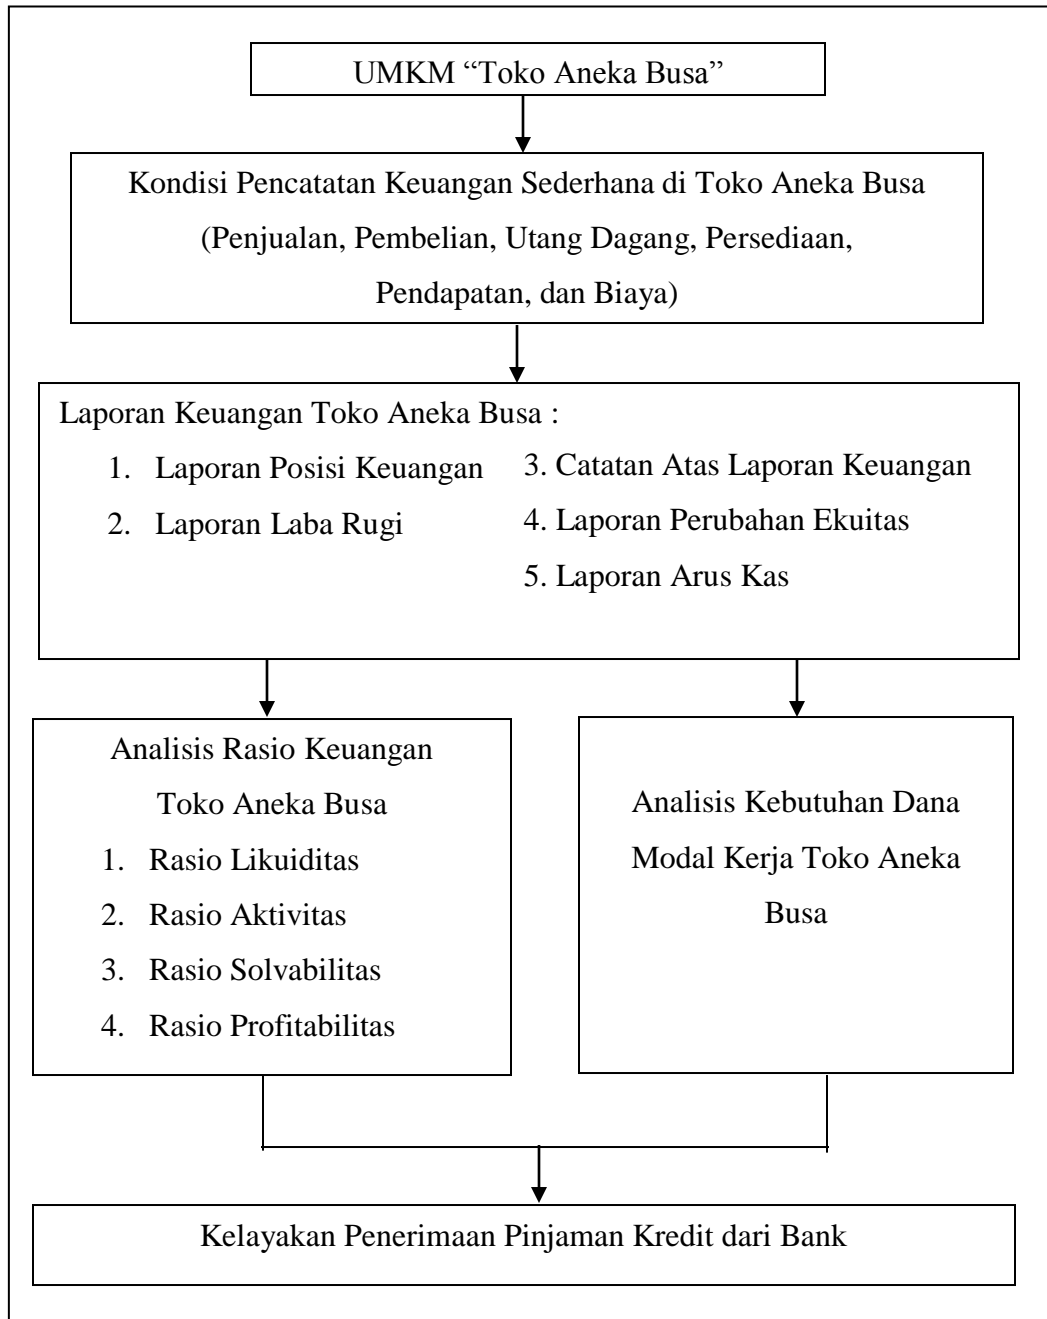 UMKM “Toko Aneka Busa”
Kondisi Pencatatan Keuangan Sederhana di Toko Aneka Busa
(Penjualan, Pembelian, Utang Dagang, Persediaan,
Pendapatan, dan Biaya)
Laporan Keuangan Toko Aneka Busa :
1. Laporan Posisi Keuangan
2. Laporan Laba Rugi
3. Catatan Atas Laporan Keuangan
4. Laporan Perubahan Ekuitas
5. Laporan Arus Kas
Analisis Rasio Keuangan
Toko Aneka Busa
1. Rasio Likuiditas
2. Rasio Aktivitas
3. Rasio Solvabilitas
4. Rasio Profitabilitas
Analisis Kebutuhan Dana
Modal Kerja Toko Aneka
Busa
Kelayakan Penerimaan Pinjaman Kredit dari Bank